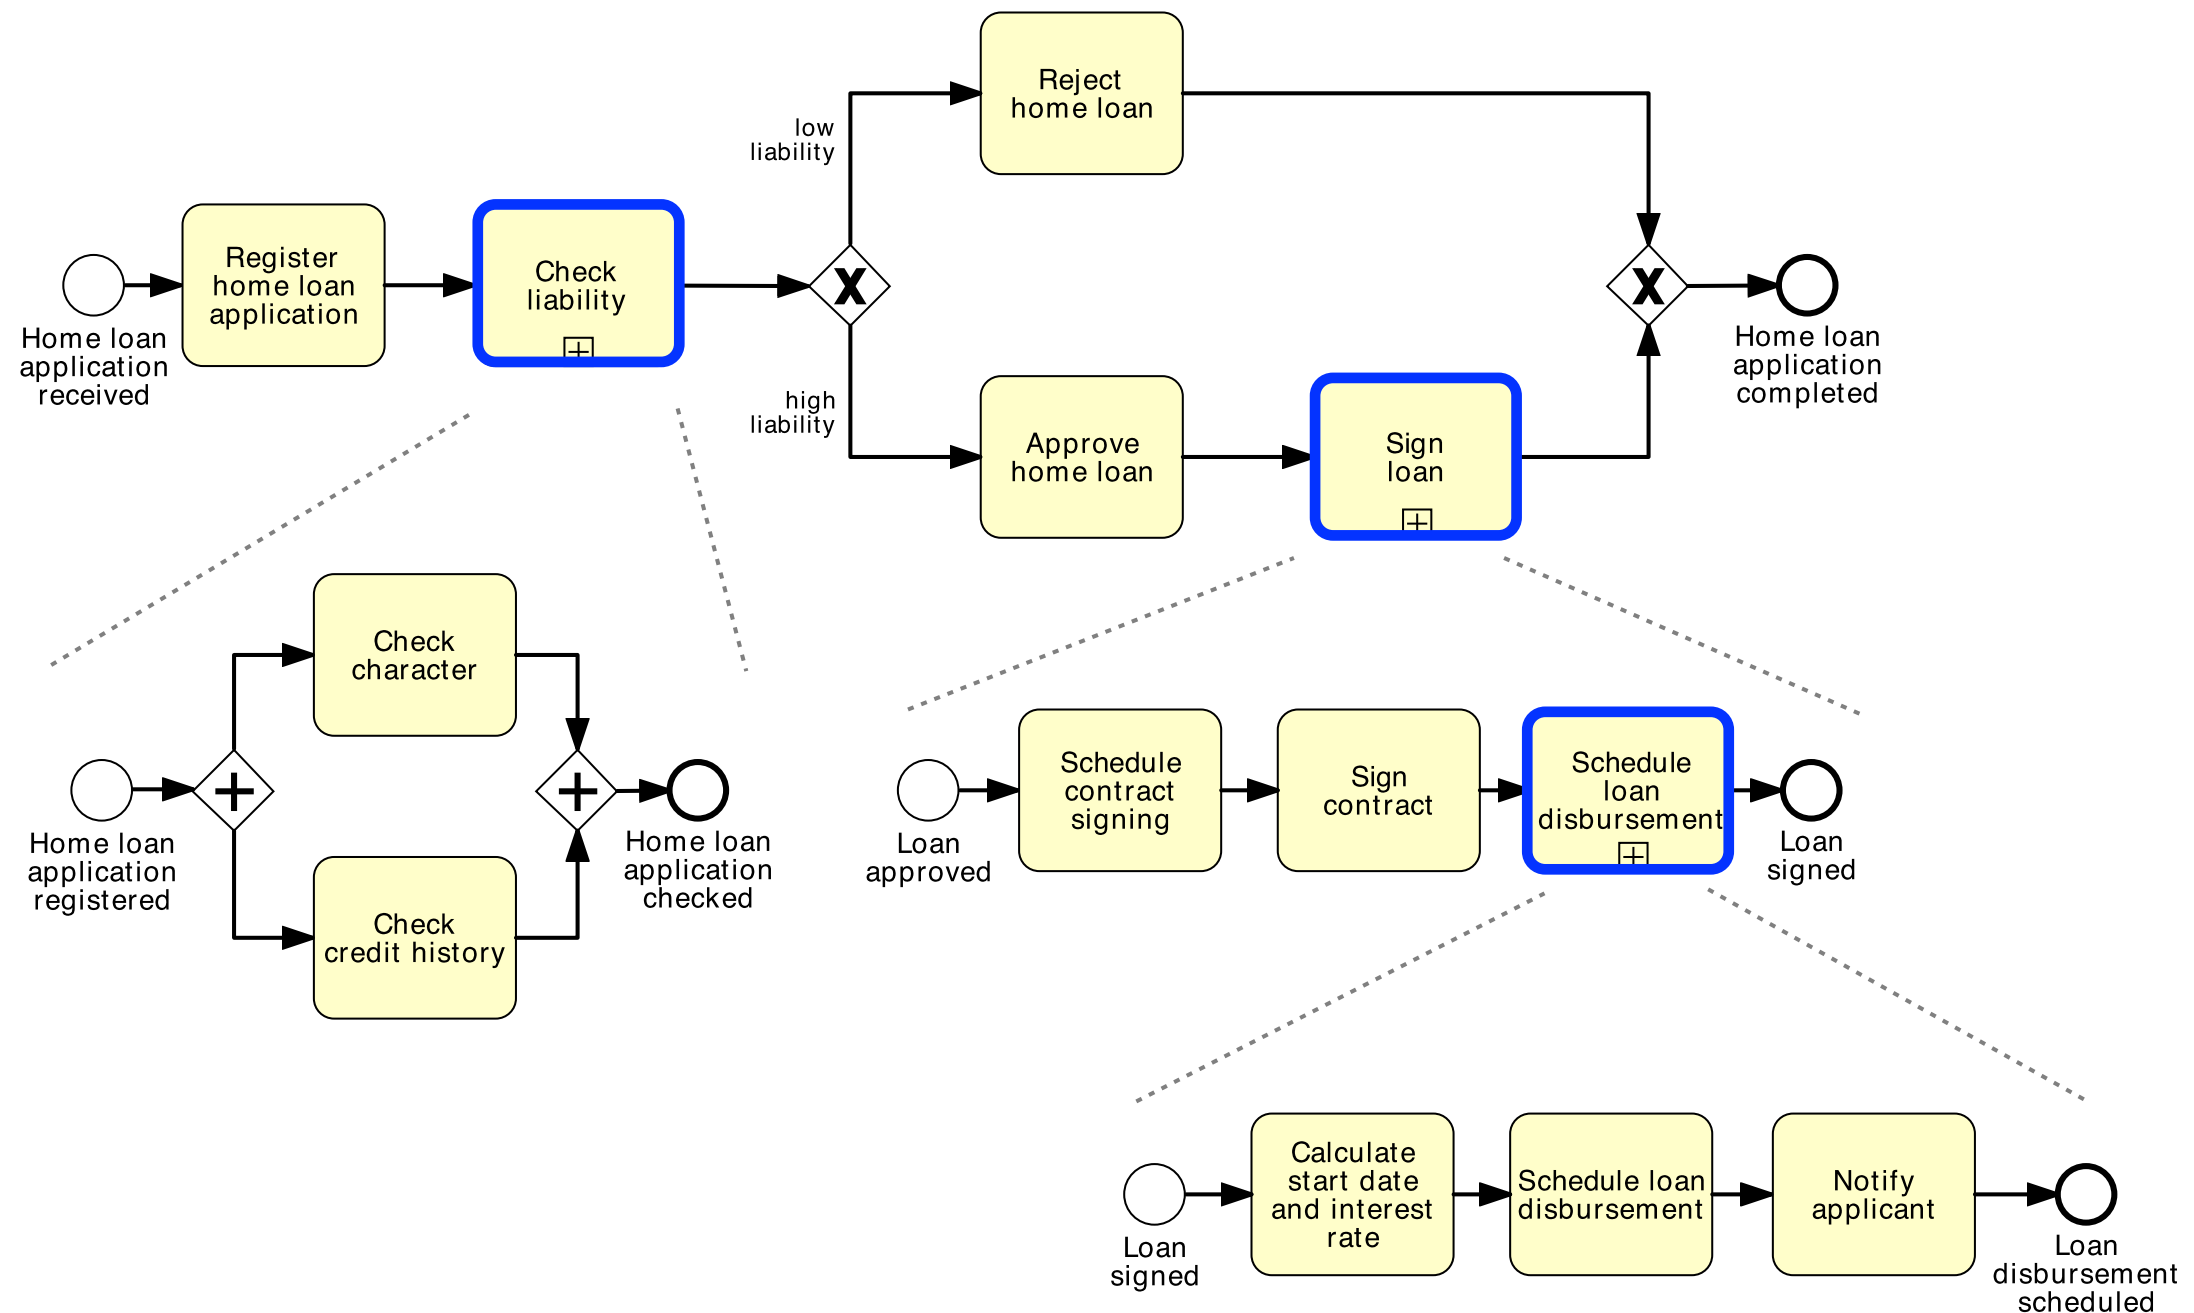 Reject
home loan
low
liability
Register
home loan
application
Check
liability
X
X
Home loan
application
received
Home loan
application
completed
high
liability
Approve
home loan
Sign
loan
Check
character
Schedule
contract
signing
Sign
contract
Schedule
loan
disbursement
Home loan
application
registered
Home loan
application
checked
Loan
approved
Loan
signed
Check
credit history
Calculate
start date
and interest
rate
Schedule loan
disbursement
Notify
applicant
Loan
signed
Loan
disbursement
scheduled